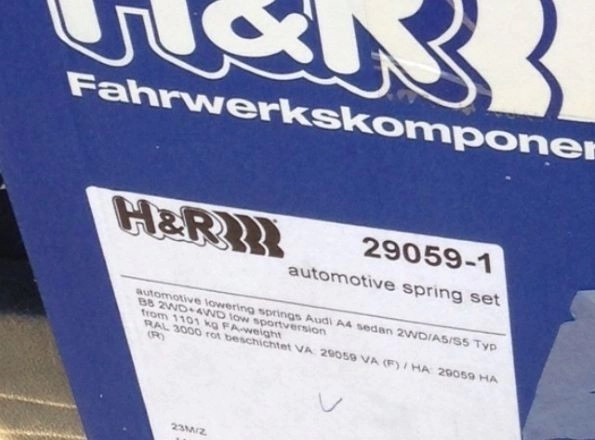 H&R
Fahrwerkskomponen
H&R
29059-1
automotive spring set
automotive lowering springs Audi A4 sedan 2WD/A5/S5 Typ
B8 2WD+4WD low sportversion
from 1101 kg FA-weight
RAL 3000 rot beschichtet VA: 29059 VA (F) / HA: 29059 HA
(R)
23M/Z